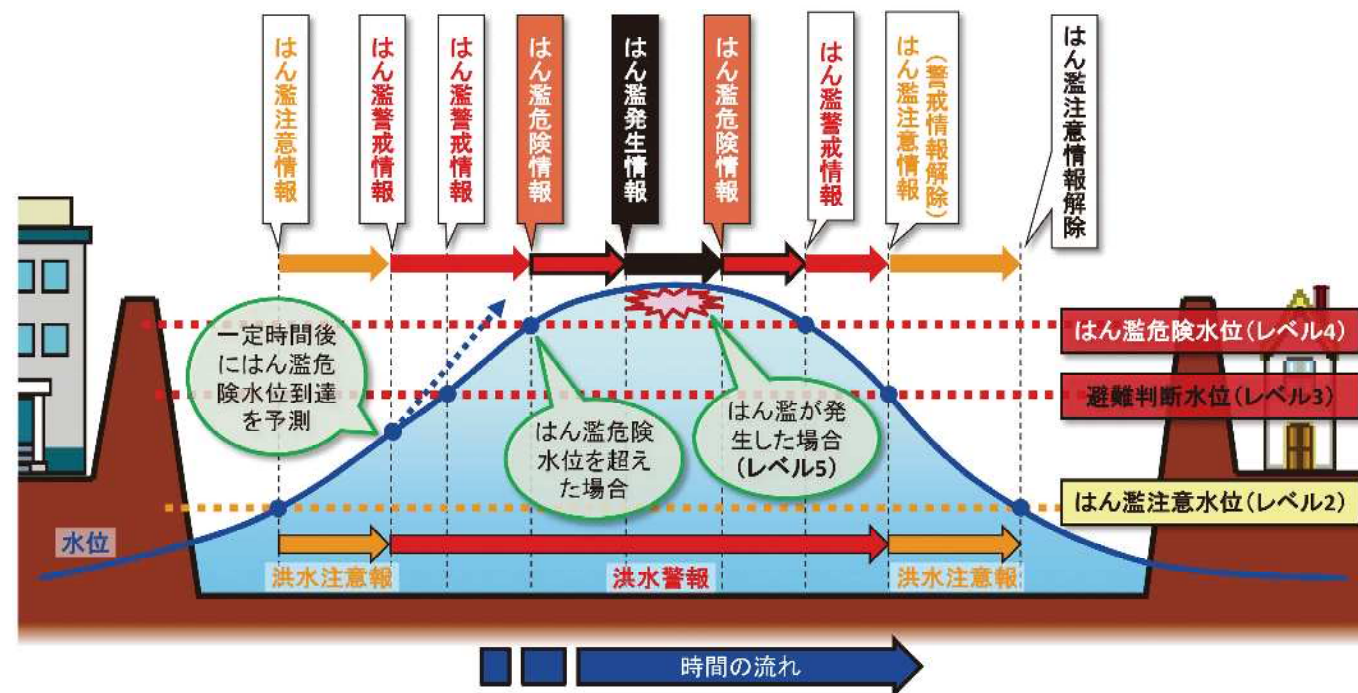 はん濫注意情報
はん濫警戒情報
はん濫警戒情報
はん濫危険情報
はん濫発生情報
はん濫危険情報
はん濫警戒情報
はん濫注意情報
(警戒情報解除)
はん濫注意情報解除
一定時間後
にはん濫危
険水位到達
を予測
はん濫危険
水位を超え
た場合
はん濫が発
生した場合
(レベル5)
はん濫危険水位(レベル4)
避難判断水位(レベル3)
はん濫注意水位(レベル2)
水位
洪水注意報
洪水警報
洪水注意報
時間の流れ